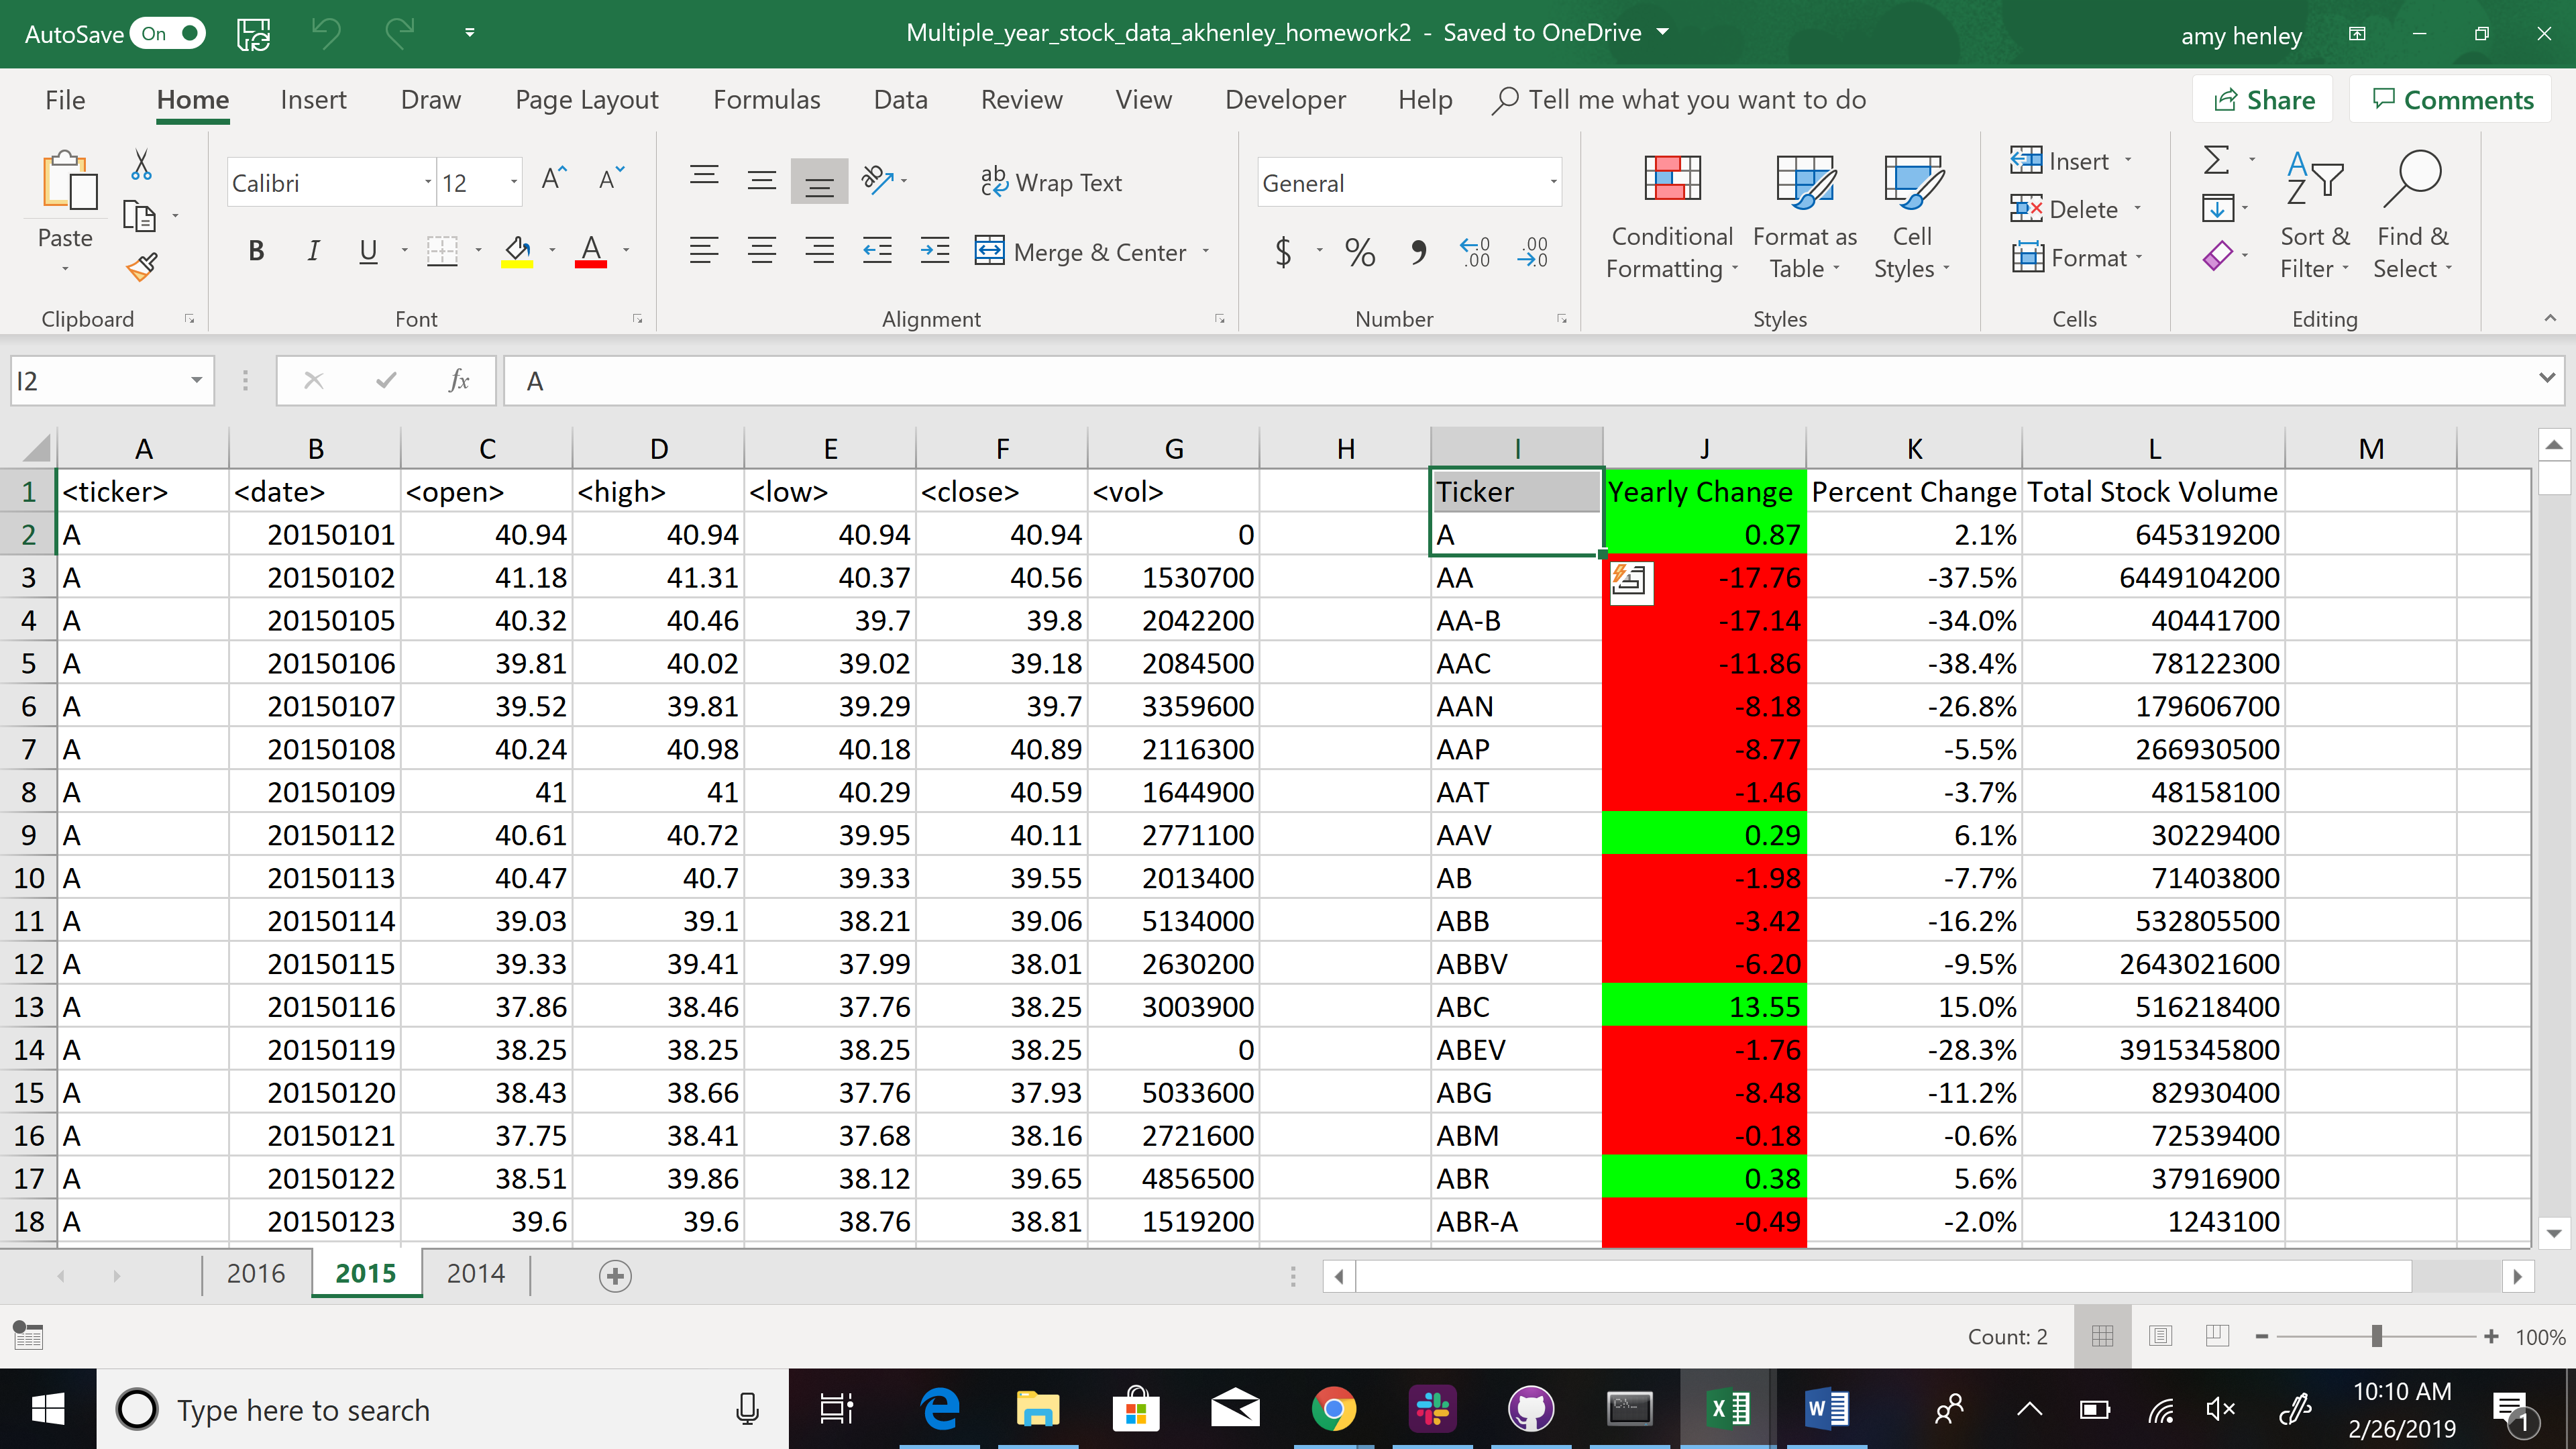 AutoSave On Multiple_year_stock_data_akhenley_homework2 - Saved to OneDrive amy henley
File Home Insert Draw Page Layout Formulas Data Review View Developer Help Tell me what you want to do Share Comments
Paste
Clipboard
Calibri 12
B I U A
Font
ab Wrap Text
Merge & Center
Alignment
General
$ % , .0 .00 .00 .0
Number
Conditional Formatting
Format as Table
Cell Styles
Styles
Insert
Delete
Format
Cells
Sort & Filter
Find & Select
Editing
I2 fx A
A B C D E F G H I J K L M
1 <ticker> <date> <open> <high> <low> <close> <vol> Ticker Yearly Change Percent Change Total Stock Volume
2 A 20150101 40.94 40.94 40.94 40.94 0 A 0.87 2.1% 645319200
3 A 20150102 41.18 41.31 40.37 40.56 1530700 AA -17.76 -37.5% 6449104200
4 A 20150105 40.32 40.46 39.7 39.8 2042200 AA-B -17.14 -34.0% 40441700
5 A 20150106 39.81 40.02 39.02 39.18 2084500 AAC -11.86 -38.4% 78122300
6 A 20150107 39.52 39.81 39.29 39.7 3359600 AAN -8.18 -26.8% 179606700
7 A 20150108 40.24 40.98 40.18 40.89 2116300 AAP -8.77 -5.5% 266930500
8 A 20150109 41 41 40.29 40.59 1644900 AAT -1.46 -3.7% 48158100
9 A 20150112 40.61 40.72 39.95 40.11 2771100 AAV 0.29 6.1% 30229400
10 A 20150113 40.47 40.7 39.33 39.55 2013400 AB -1.98 -7.7% 71403800
11 A 20150114 39.03 39.1 38.21 39.06 5134000 ABB -3.42 -16.2% 532805500
12 A 20150115 39.33 39.41 37.99 38.01 2630200 ABBV -6.20 -9.5% 2643021600
13 A 20150116 37.86 38.46 37.76 38.25 3003900 ABC 13.55 15.0% 516218400
14 A 20150119 38.25 38.25 38.25 38.25 0 ABEV -1.76 -28.3% 3915345800
15 A 20150120 38.43 38.66 37.76 37.93 5033600 ABG -8.48 -11.2% 82930400
16 A 20150121 37.75 38.41 37.68 38.16 2721600 ABM -0.18 -0.6% 72539400
17 A 20150122 38.51 39.86 38.12 39.65 4856500 ABR 0.38 5.6% 37916900
18 A 20150123 39.6 39.6 38.76 38.81 1519200 ABR-A -0.49 -2.0% 1243100
2016 2015 2014
Count: 2 100%
Type here to search
10:10 AM
2/26/2019
1